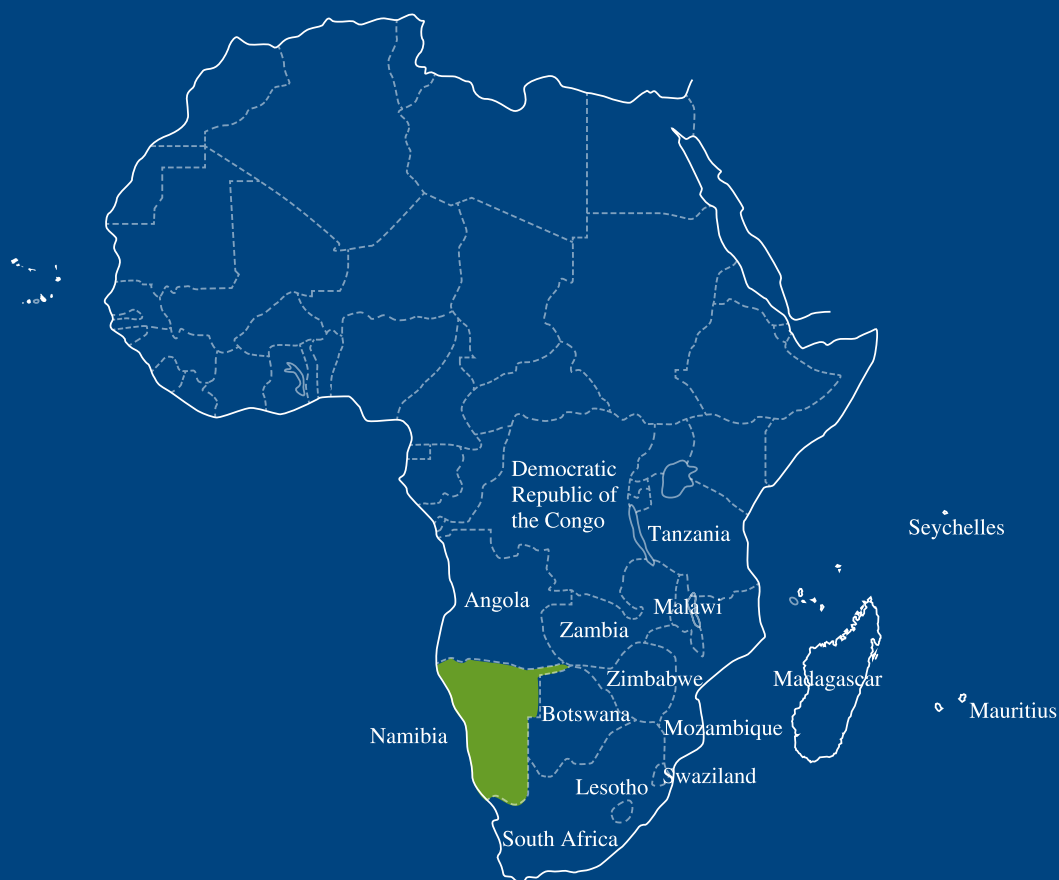 Democratic
Republic of
the Congo
Seychelles
Tanzania
Angola
Malawi
Zambia
Zimbabwe
Madagascar
Mauritius
Botswana
Mozambique
Namibia
Swaziland
Lesotho
South Africa